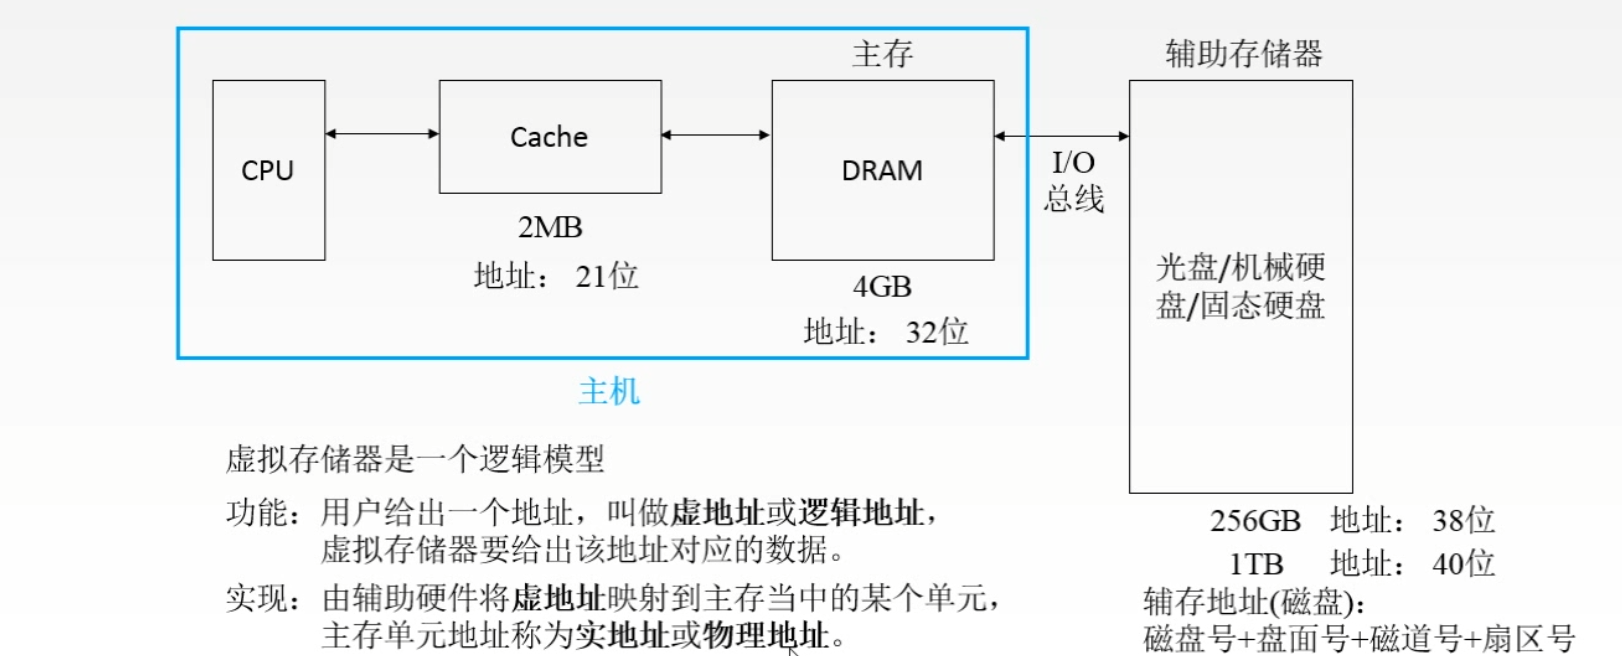 主存
辅助存储器
CPU
Cache
DRAM
I/O
总线
2MB
地址： 21位
4GB
地址： 32位
光盘/机械硬
盘/固态硬盘
主机
虚拟存储器是一个逻辑模型
功能：用户给出一个地址，叫做虚地址或逻辑地址，
虚拟存储器要给出该地址对应的数据。
实现：由辅助硬件将虚地址映射到主存当中的某个单元，
主存单元地址称为实地址或物理地址。
256GB 地址： 38位
1TB 地址： 40位
辅存地址(磁盘)：
磁盘号+盘面号+磁道号+扇区号